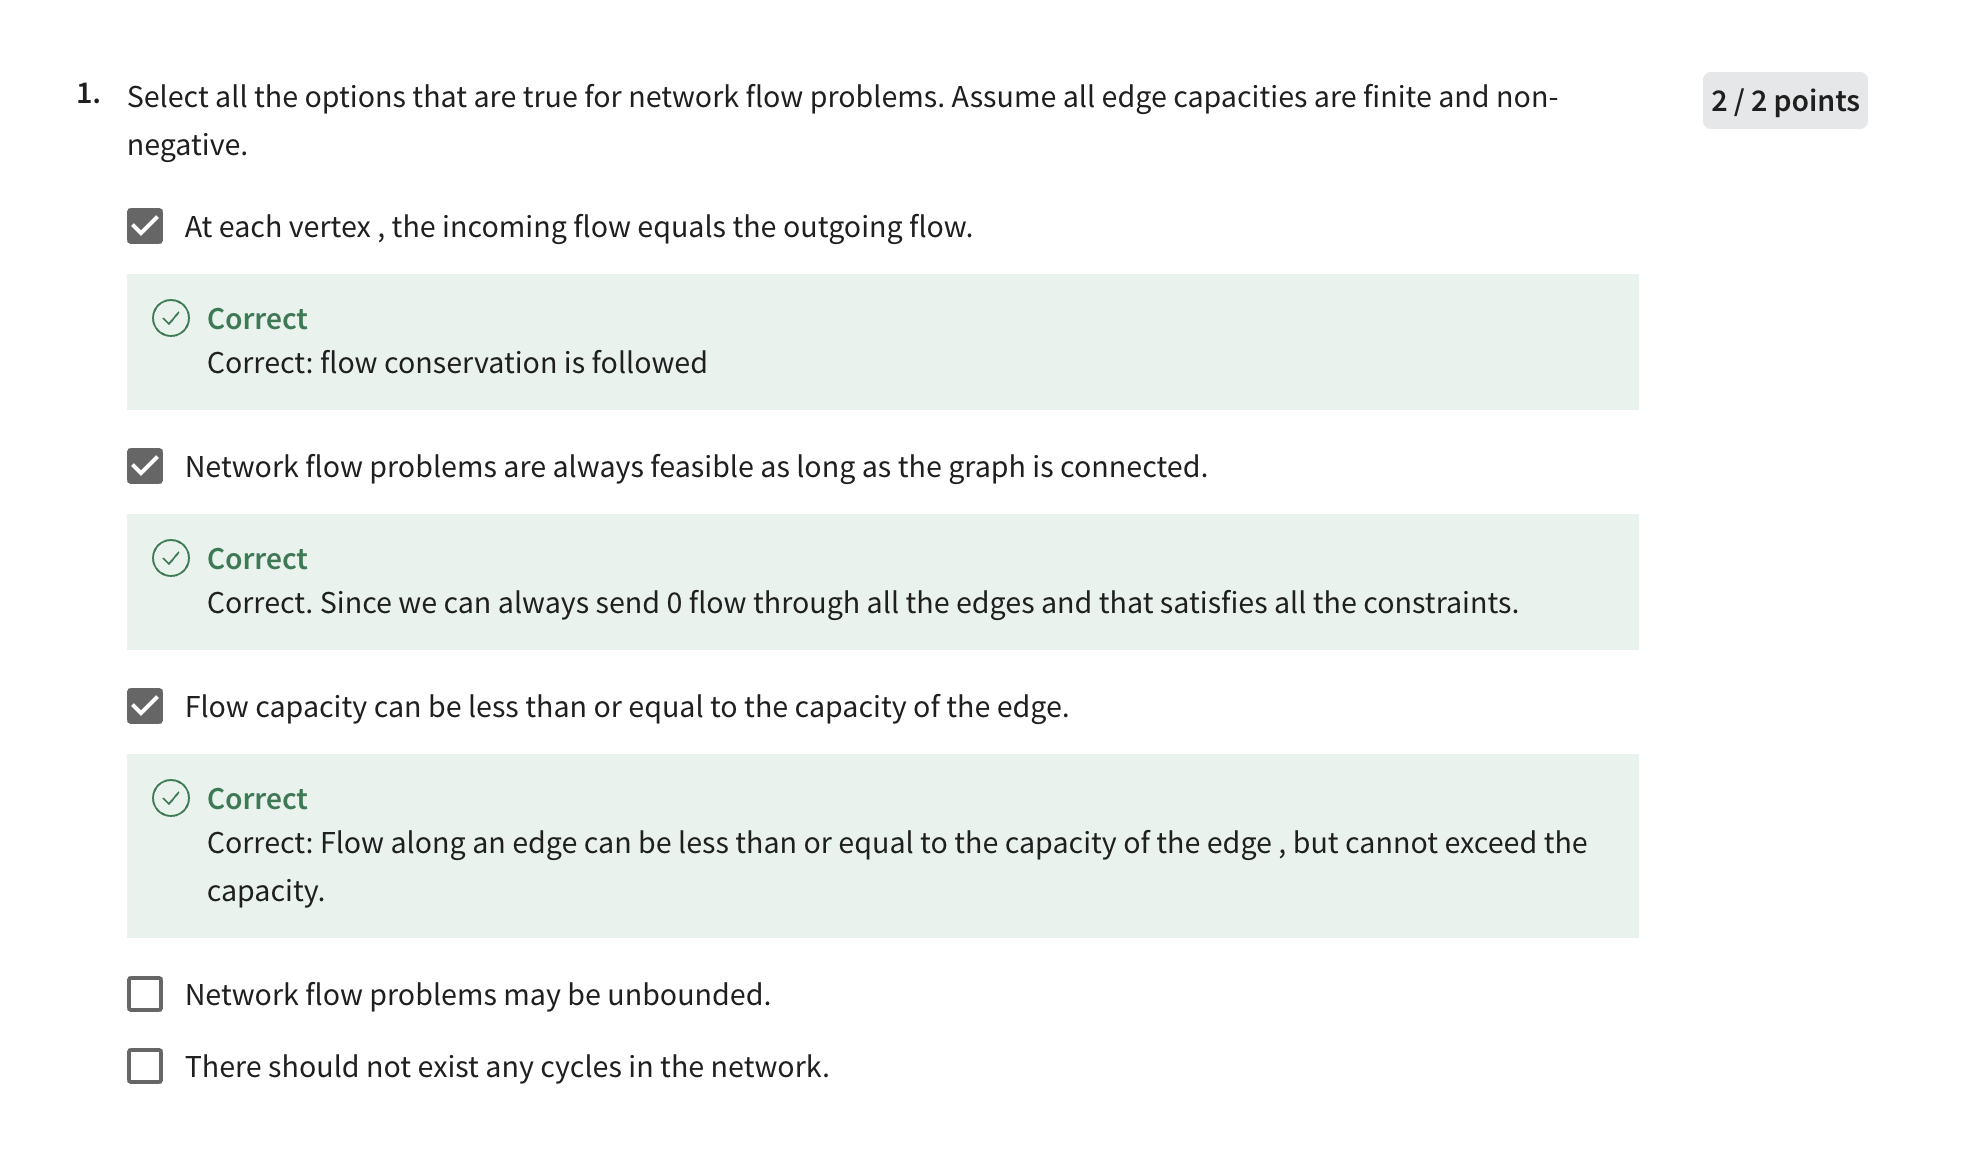 1. Select all the options that are true for network flow problems. Assume all edge capacities are finite and non-
negative.
2 / 2 points
At each vertex , the incoming flow equals the outgoing flow.
Correct
Correct: flow conservation is followed
Network flow problems are always feasible as long as the graph is connected.
Correct
Correct. Since we can always send 0 flow through all the edges and that satisfies all the constraints.
Flow capacity can be less than or equal to the capacity of the edge.
Correct
Correct: Flow along an edge can be less than or equal to the capacity of the edge , but cannot exceed the
capacity.
Network flow problems may be unbounded.
There should not exist any cycles in the network.